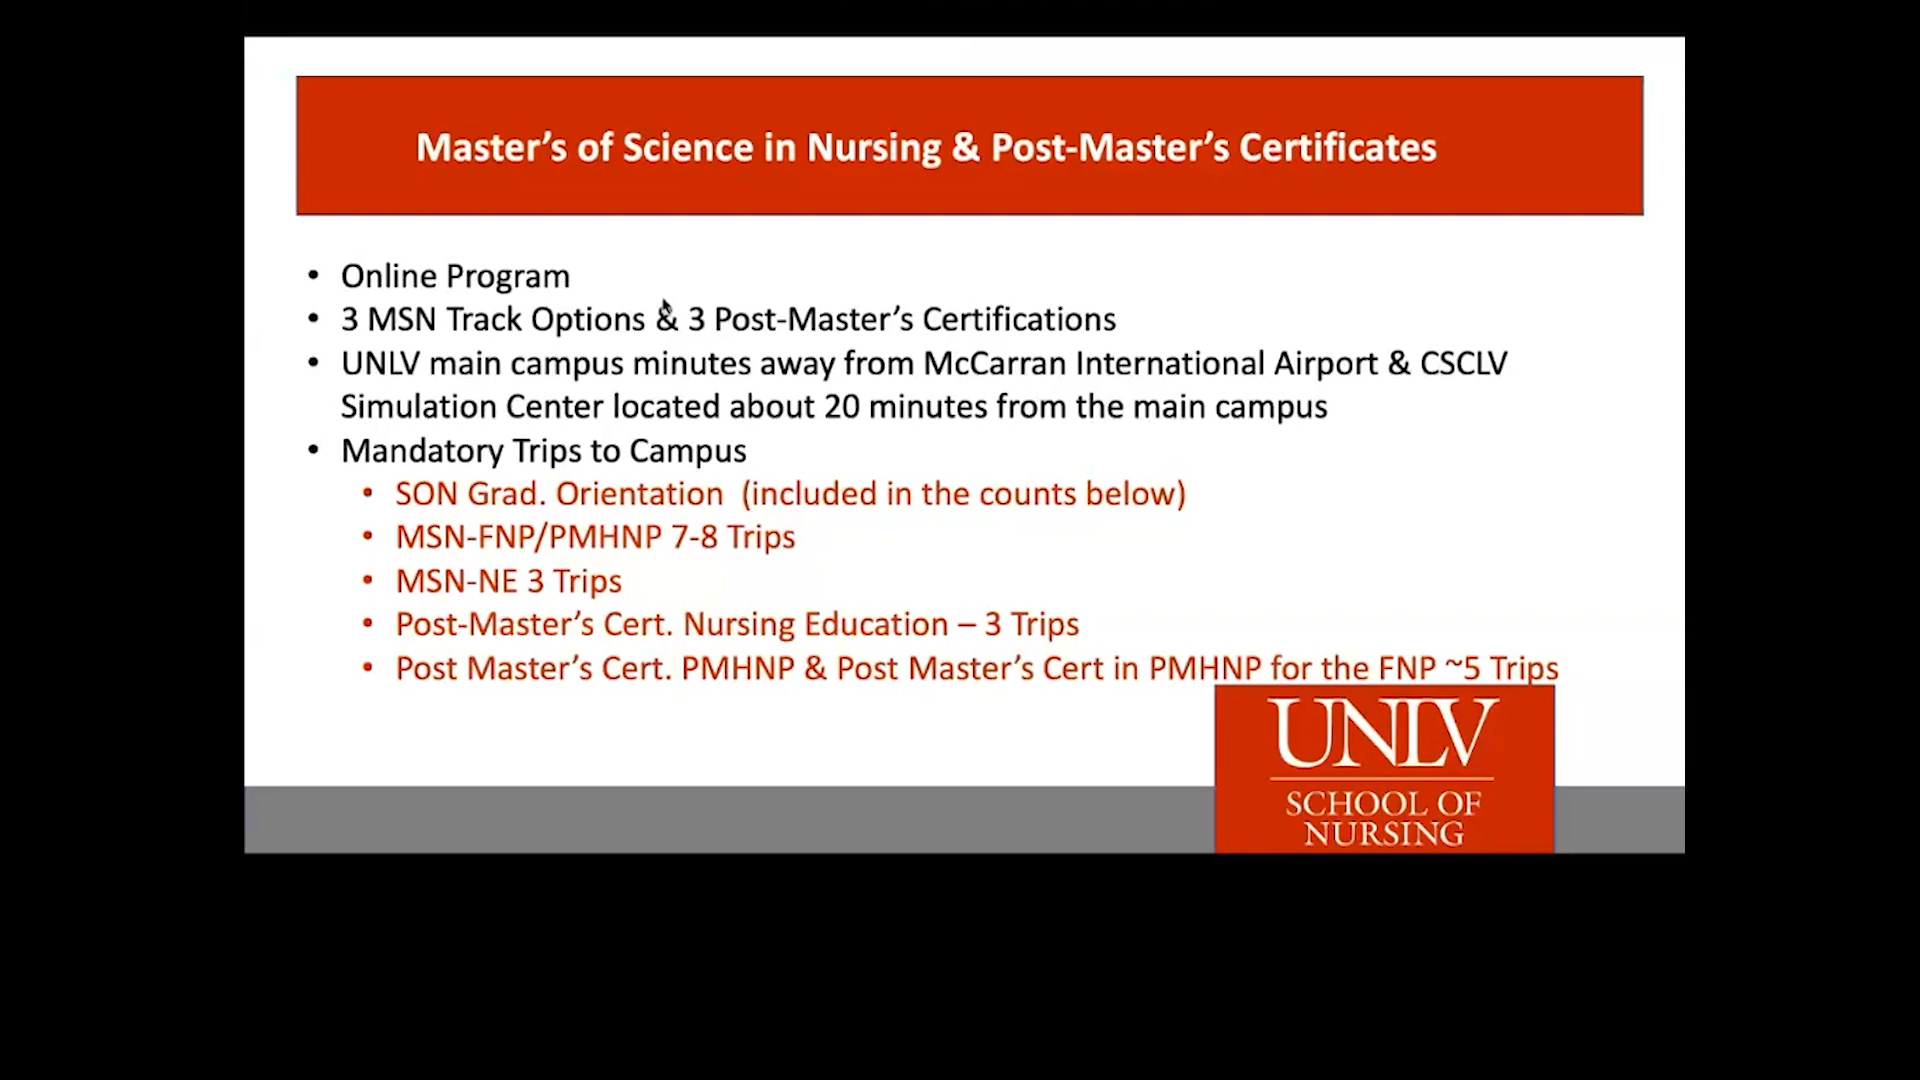 Master’s of Science in Nursing & Post-Master’s Certificates
• Online Program
• 3 MSN Track Options & 3 Post-Master’s Certifications
• UNLV main campus minutes away from McCarran International Airport & CSCLV
Simulation Center located about 20 minutes from the main campus
• Mandatory Trips to Campus
• SON Grad. Orientation  (included in the counts below)
• MSN-FNP/PMHNP 7-8 Trips
• MSN-NE 3 Trips
• Post-Master’s Cert. Nursing Education – 3 Trips
• Post Master’s Cert. PMHNP & Post Master’s Cert in PMHNP for the FNP ~5 Trips
UNLV
SCHOOL OF
NURSING